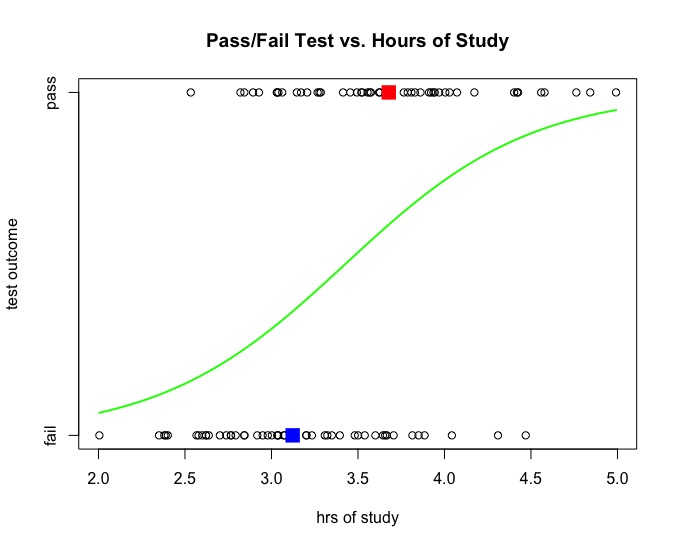 Pass/Fail Test vs. Hours of Study
pass
test outcome
fail
2.0 2.5 3.0 3.5 4.0 4.5 5.0
hrs of study